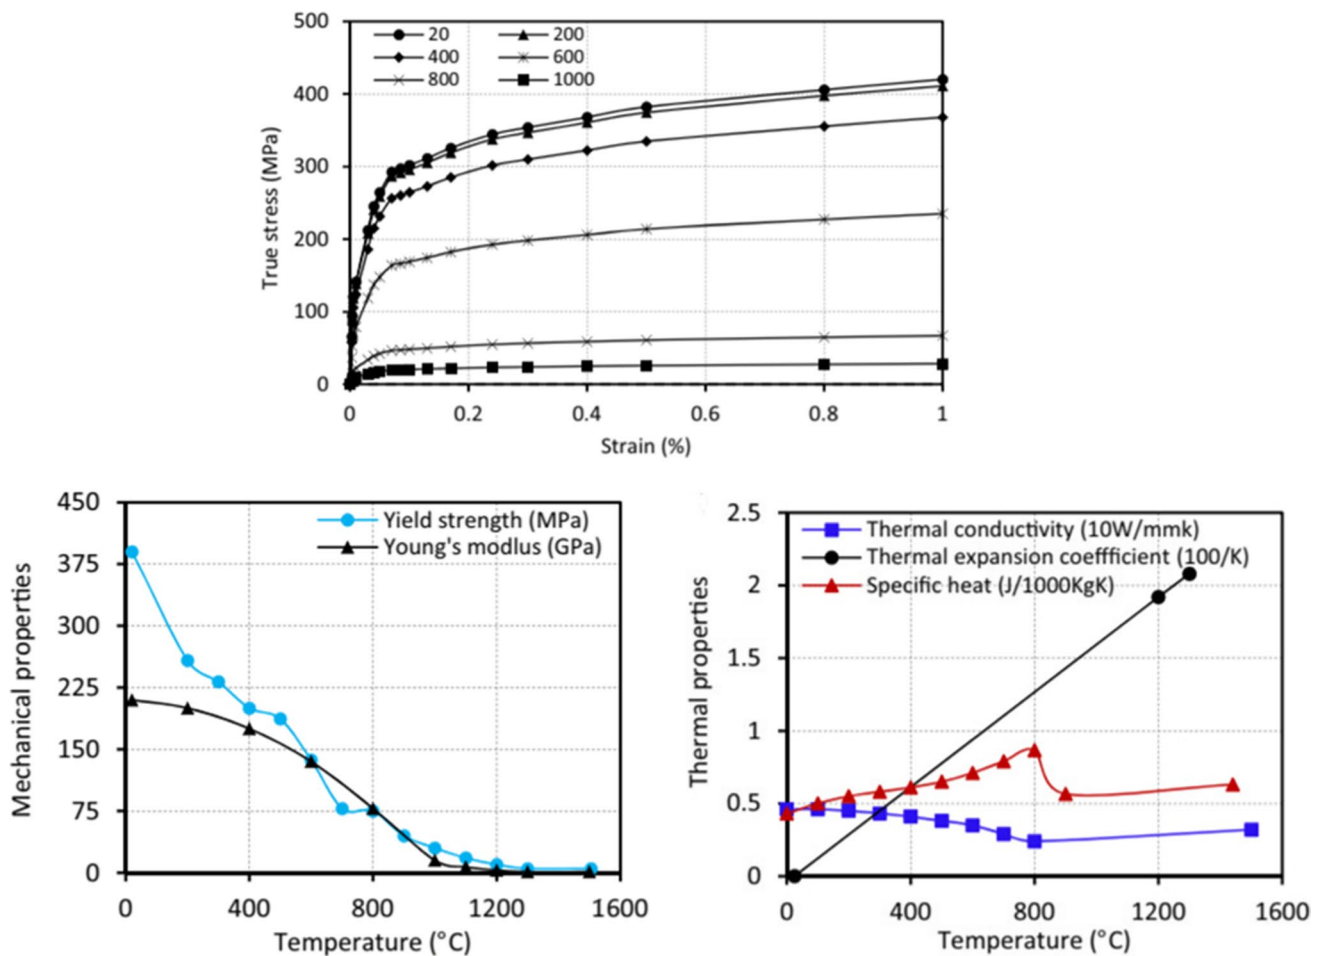 500
400
300
200
100
0
True stress (MPa)
20 200
400 600
800 1000
0 0.2 0.4 0.6 0.8 1
Strain (%)
450
375
300
225
150
75
0
Mechanical properties
Yield strength (MPa)
Young's modlus (GPa)
0 400 800 1200 1600
Temperature (°C)
2.5
2
1.5
1
0.5
0
Thermal properties
Thermal conductivity (10W/mmk)
Thermal expansion coeffficient (100/K)
Specific heat (J/1000KgK)
0 400 800 1200 1600
Temperature (°C)